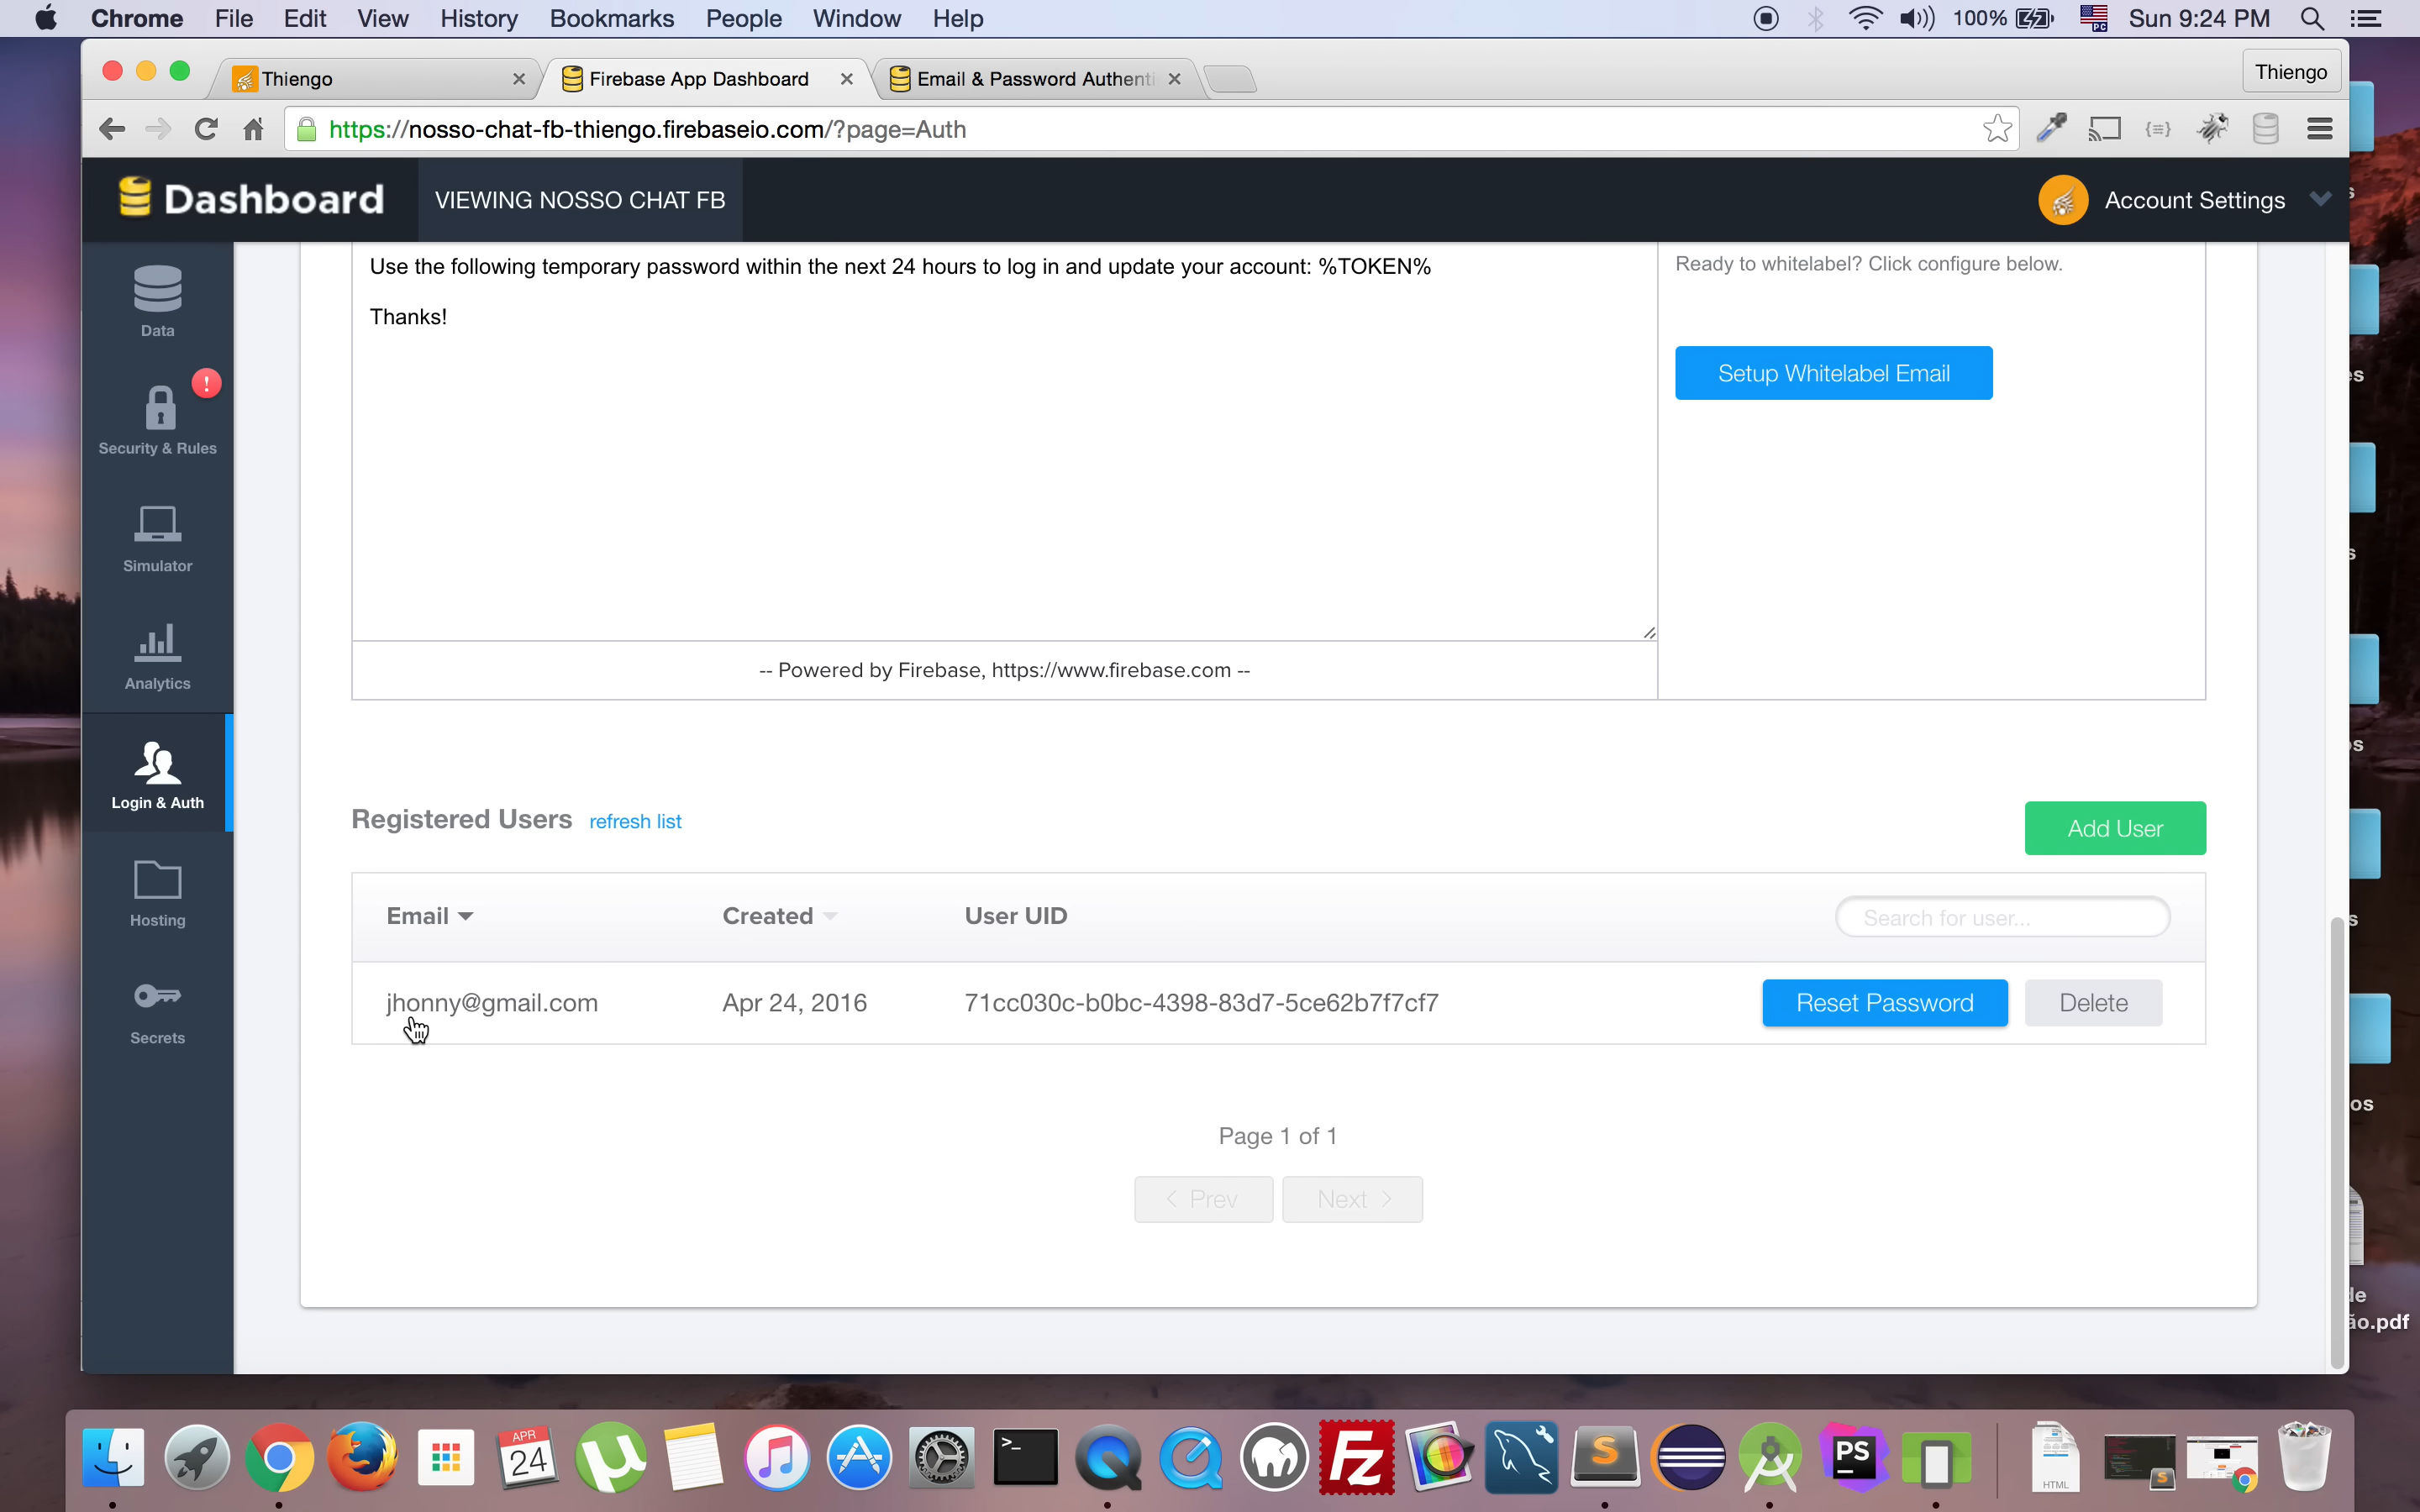 Chrome File Edit View History Bookmarks People Window Help 100% Sun 9:24 PM
Thiengo Firebase App Dashboard Email & Password Authenti Thiengo
https://nosso-chat-fb-thiengo.firebaseio.com/?page=Auth
Dashboard VIEWING NOSSO CHAT FB Account Settings
Use the following temporary password within the next 24 hours to log in and update your account: %TOKEN%
Thanks!
Ready to whitelabel? Click configure below.
Setup Whitelabel Email
Data
Security & Rules
Simulator
Analytics
Login & Auth
Hosting
Secrets
-- Powered by Firebase, https://www.firebase.com --
Registered Users refresh list
Add User
Email Created User UID Search for user...
jhonny@gmail.com Apr 24, 2016 71cc030c-b0bc-4398-83d7-5ce62b7f7cf7 Reset Password Delete
Page 1 of 1
< Prev Next >
de
ão.pdf
APR
24
PS
HTML